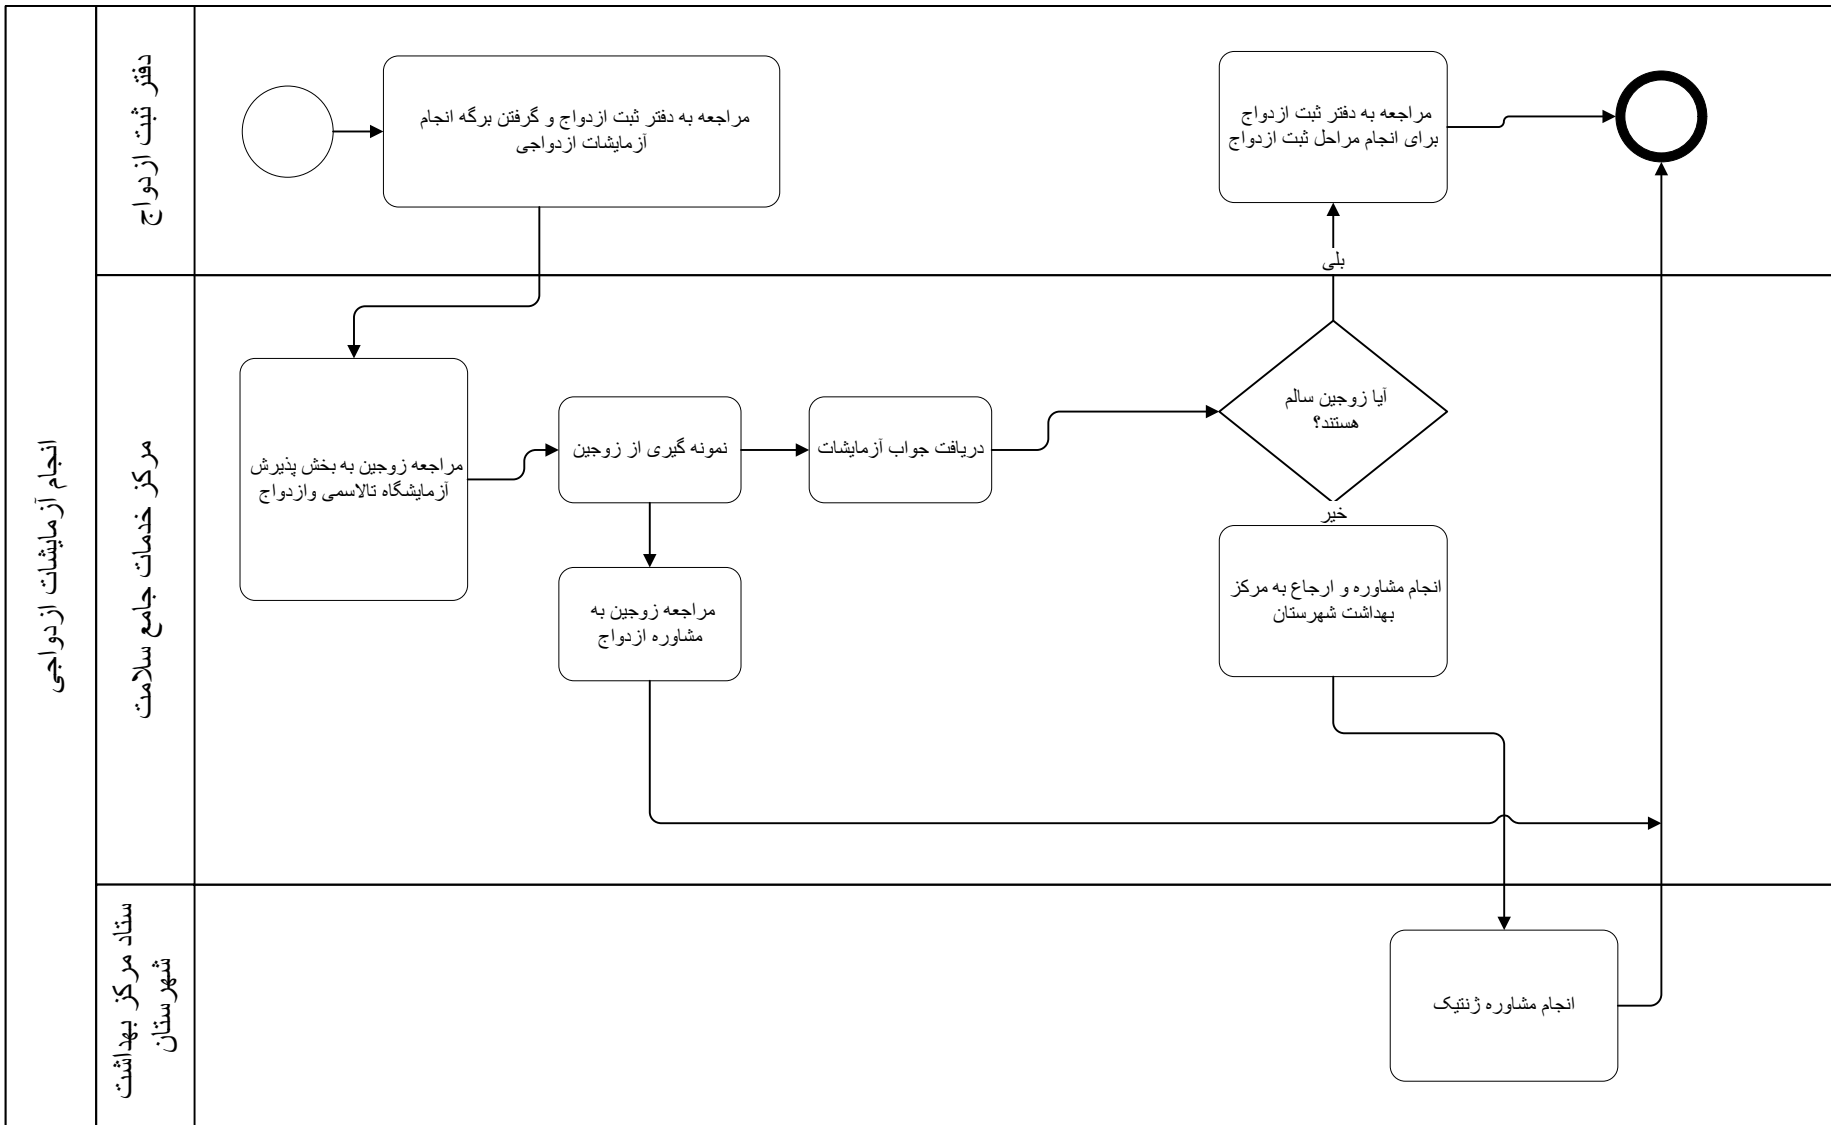 انجام آزمایشات ازدواجی
دفتر ثبت ازدواج
مراجعه به دفتر ثبت ازدواج و گرفتن برگه انجام
آزمایشات ازدواجی
مراجعه به دفتر ثبت ازدواج
برای انجام مراحل ثبت ازدواج
بلی
مرکز خدمات جامع سلامت
مراجعه زوجین به بخش پذیرش
آزمایشگاه تالاسمی وازدواج
نمونه گیری از زوجین
دریافت جواب آزمایشات
آیا زوجین سالم
هستند؟
خیر
مراجعه زوجین به
مشاوره ازدواج
انجام مشاوره و ارجاع به مرکز
بهداشت شهرستان
ستاد مرکز بهداشت
شهرستان
انجام مشاوره ژنتیک